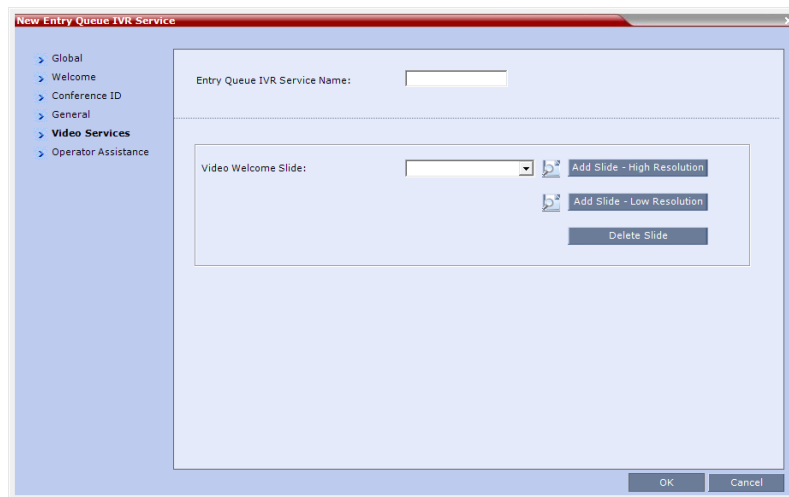 New Entry Queue IVR Service
Global
Welcome
Conference ID
General
Video Services
Operator Assistance
Entry Queue IVR Service Name:
Video Welcome Slide:
Add Slide - High Resolution
Add Slide - Low Resolution
Delete Slide
OK Cancel